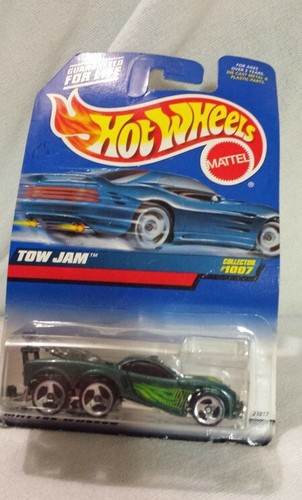 GUARANTEED
FOR LIFE
FOR AGES
OVER 3 YEARS.
DIE CAST METAL &
PLASTIC PARTS.
HOT WHEELS
MATTEL
TOW JAM™
COLLECTOR
#1007